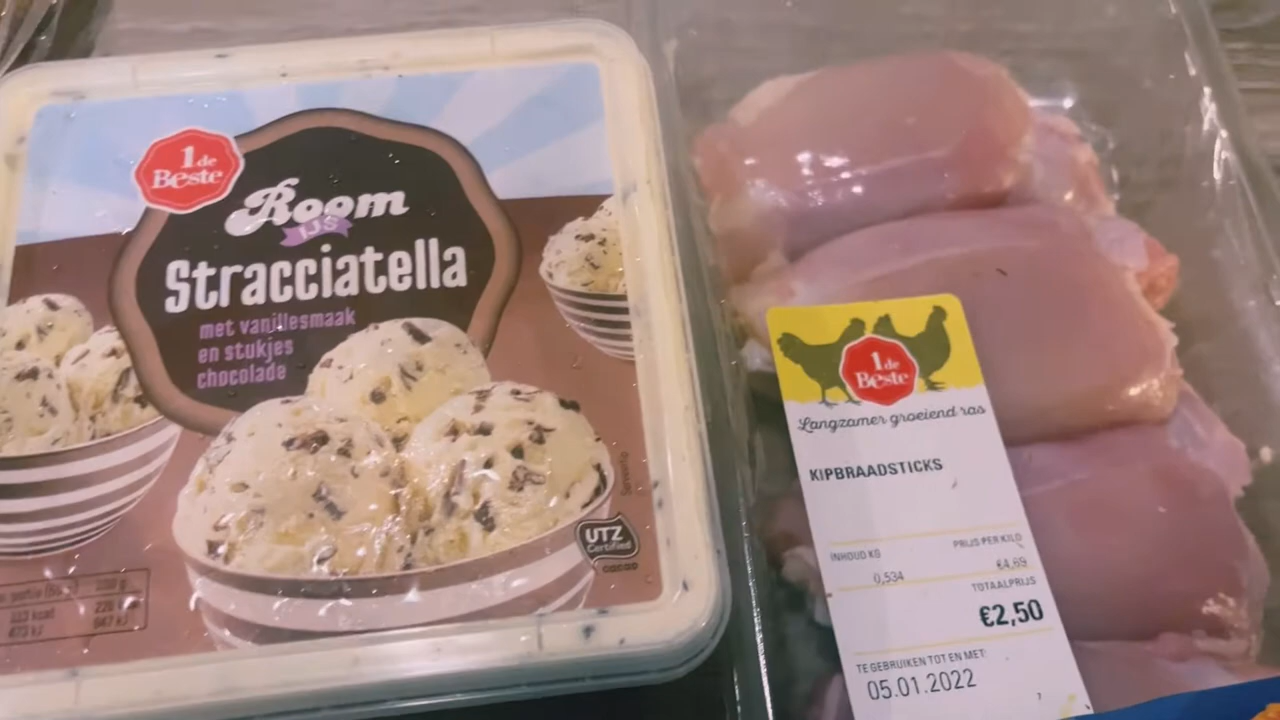 1 de
Beste
Room
IJS
Stracciatella
met vanillesmaak
en stukjes
chocolade
UTZ
Certified
cacao
1 de
Beste
Langzamer groeiend ras
KIPBRAADSTICKS
INHOUD KG
PRIJS PER KILO
0,534
€4,69
TOTAALPRIJS
€2,50
TE GEBRUIKEN TOT EN MET:
05.01.2022